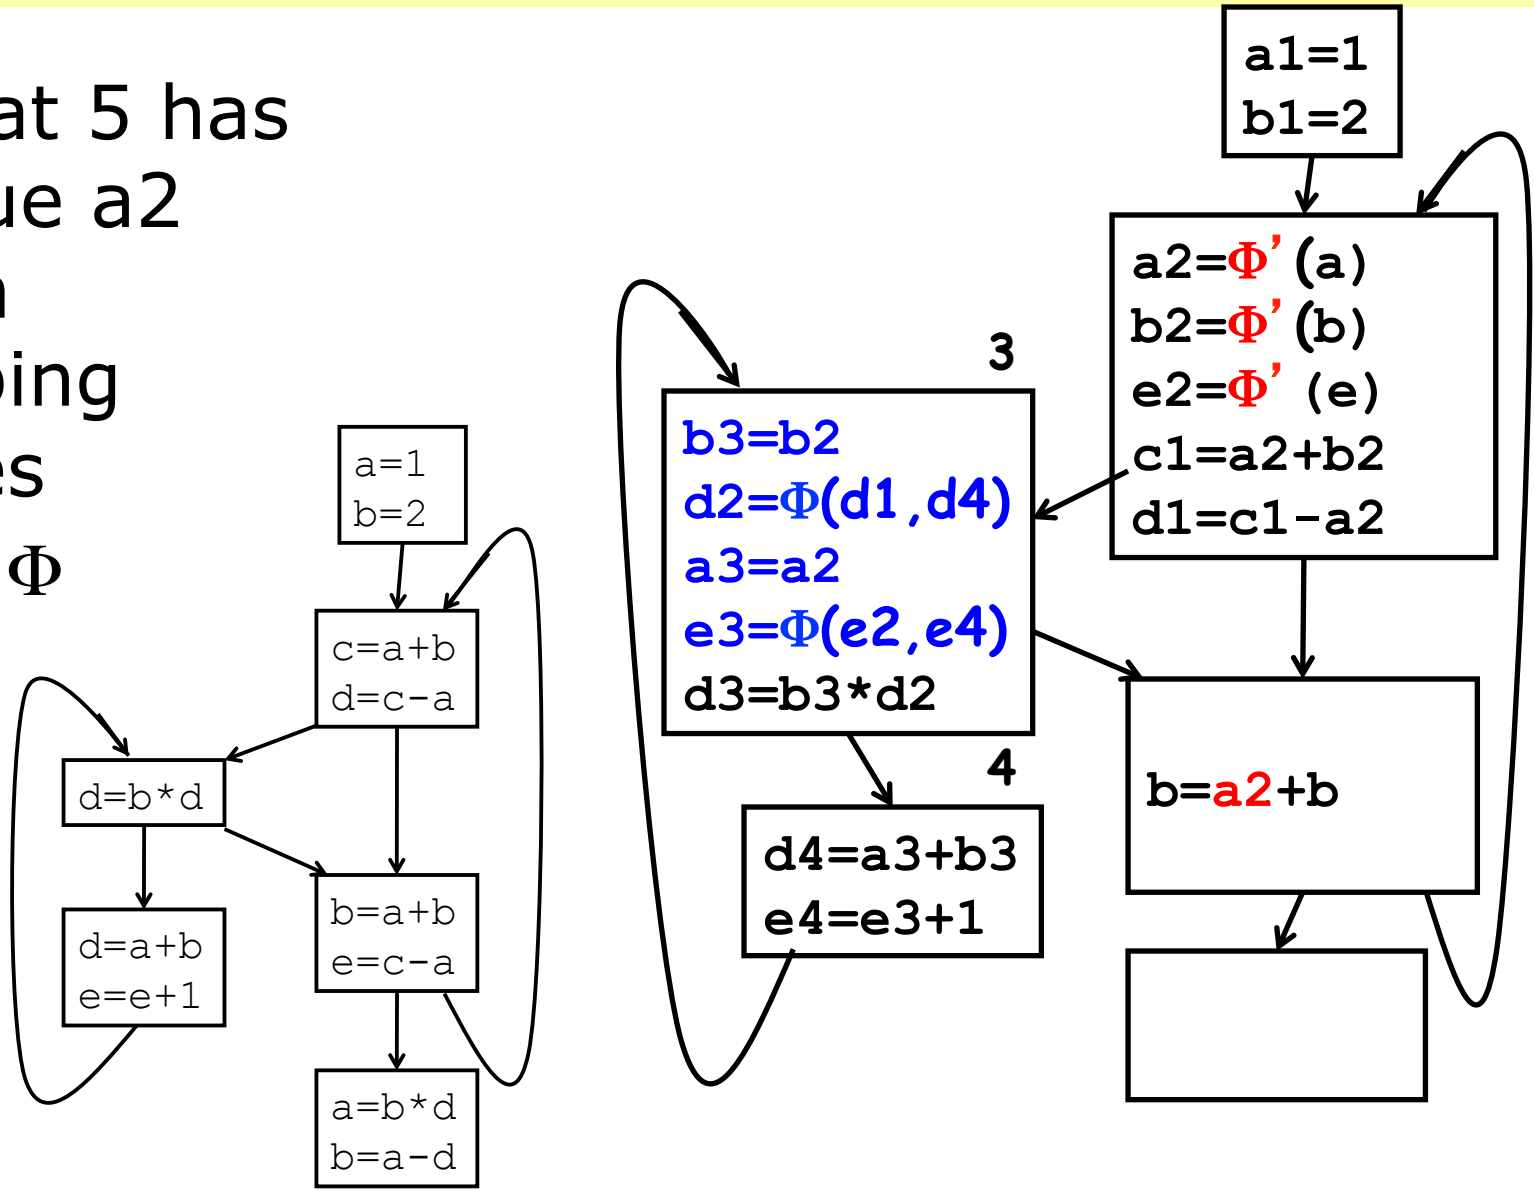 at 5 has
ue a2
ping
es
Φ
a=1
b=2
c=a+b
d=c-a
d=b*d
d=a+b
e=e+1
b=a+b
e=c-a
a=b*d
b=a-d
a1=1
b1=2
a2=Φ'(a)
b2=Φ'(b)
e2=Φ' (e)
c1=a2+b2
d1=c1-a2
3
b3=b2
d2=Φ(d1,d4)
a3=a2
e3=Φ(e2,e4)
d3=b3*d2
4
d4=a3+b3
e4=e3+1
b=a2+b